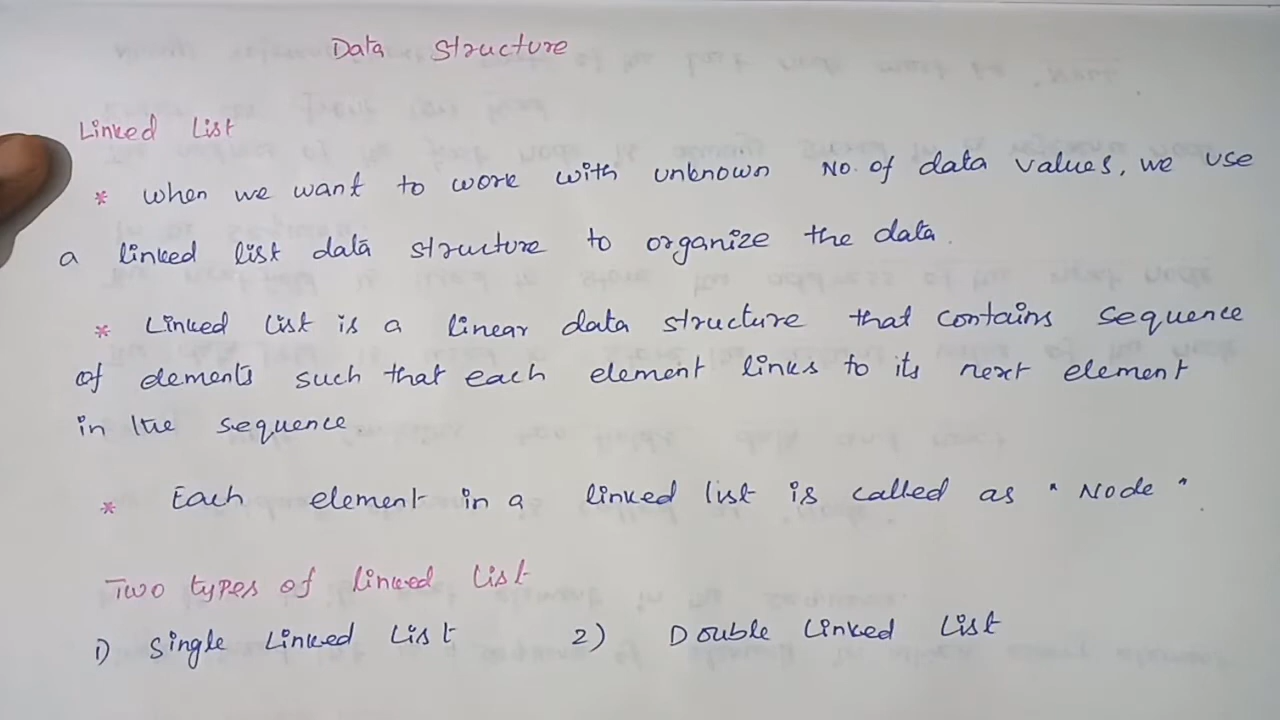 Data Structure
Linked List
* When we want to work with unknown No. of data values, we use
a linked list data structure to organize the data.
* Linked List is a linear data structure that contains sequence
of elements such that each element links to its next element
in the sequence.
* Each element in a linked list is called as "Node".
Two types of linked list
1) Single Linked List 2) Double Linked List